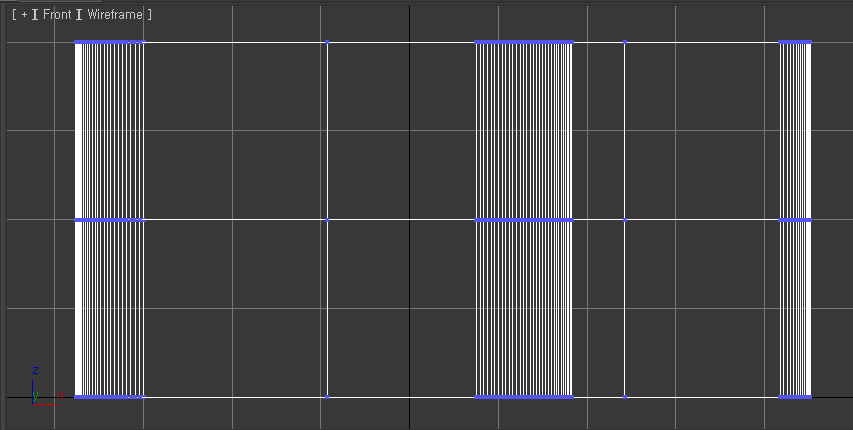 [ + ] [ Front ] [ Wireframe ]
z
x
y